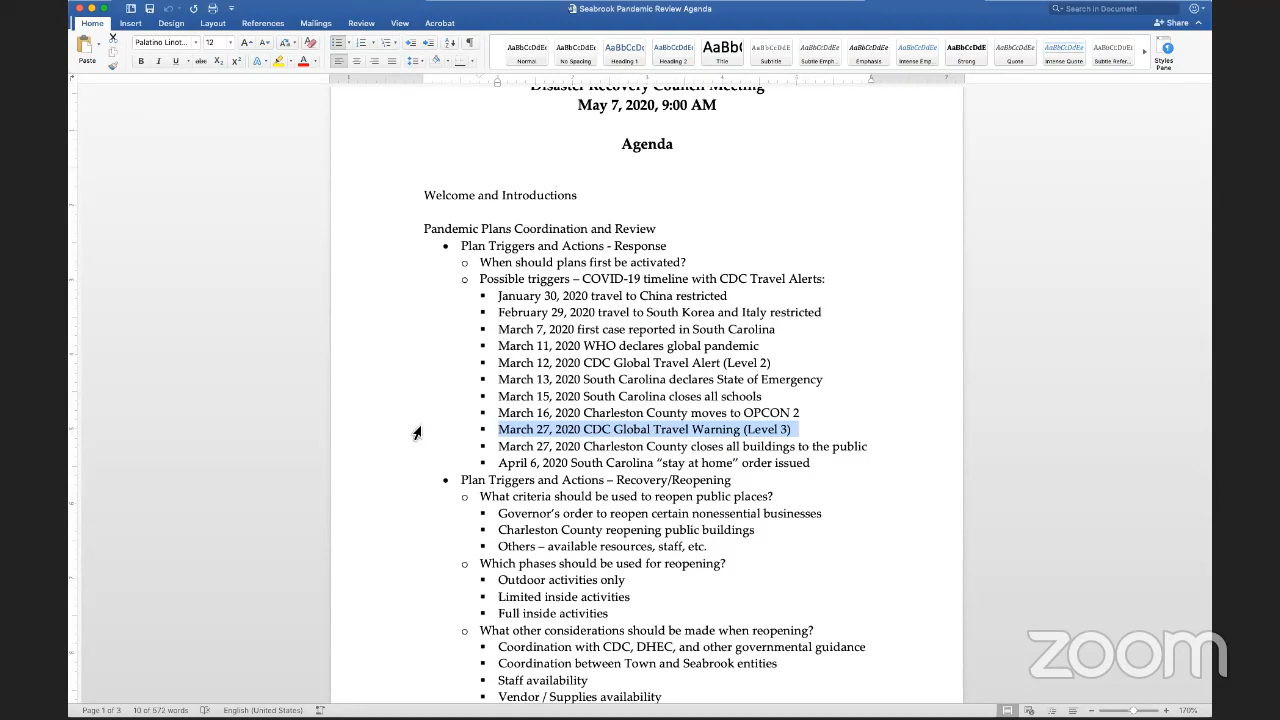 Seabrook Pandemic Review Agenda
Search in Document
Home Insert Design Layout References Mailings Review View Acrobat
Share
Paste
Palatino Linot... 12
AaBbCcDdEe AaBbCcDdEe AaBbCcDc AaBbCcDdE AaBb( AaBbCcDdE AaBbCcDdEe AaBbCcDdEe AaBbCcDdEe AaBbCcDdEe AaBbCcDdEe AaBbCcDdEe AaBbCcDdEe
Normal No Spacing Heading 1 Heading 2 Title Subtitle Subtle Emph... Emphasis Intense Emp... Strong Quote Intense Quote Subtle Refer... Styles Pane
Disaster Recovery Council Meeting
May 7, 2020, 9:00 AM
Agenda
Welcome and Introductions
Pandemic Plans Coordination and Review
• Plan Triggers and Actions - Response
o When should plans first be activated?
o Possible triggers – COVID-19 timeline with CDC Travel Alerts:
▪ January 30, 2020 travel to China restricted
▪ February 29, 2020 travel to South Korea and Italy restricted
▪ March 7, 2020 first case reported in South Carolina
▪ March 11, 2020 WHO declares global pandemic
▪ March 12, 2020 CDC Global Travel Alert (Level 2)
▪ March 13, 2020 South Carolina declares State of Emergency
▪ March 15, 2020 South Carolina closes all schools
▪ March 16, 2020 Charleston County moves to OPCON 2
▪ March 27, 2020 CDC Global Travel Warning (Level 3)
▪ March 27, 2020 Charleston County closes all buildings to the public
▪ April 6, 2020 South Carolina “stay at home” order issued
• Plan Triggers and Actions – Recovery/Reopening
o What criteria should be used to reopen public places?
▪ Governor’s order to reopen certain nonessential businesses
▪ Charleston County reopening public buildings
▪ Others – available resources, staff, etc.
o Which phases should be used for reopening?
▪ Outdoor activities only
▪ Limited inside activities
▪ Full inside activities
o What other considerations should be made when reopening?
▪ Coordination with CDC, DHEC, and other governmental guidance
▪ Coordination between Town and Seabrook entities
▪ Staff availability
▪ Vendor / Supplies availability
zoom
Page 1 of 3 10 of 572 words English (United States) 170%